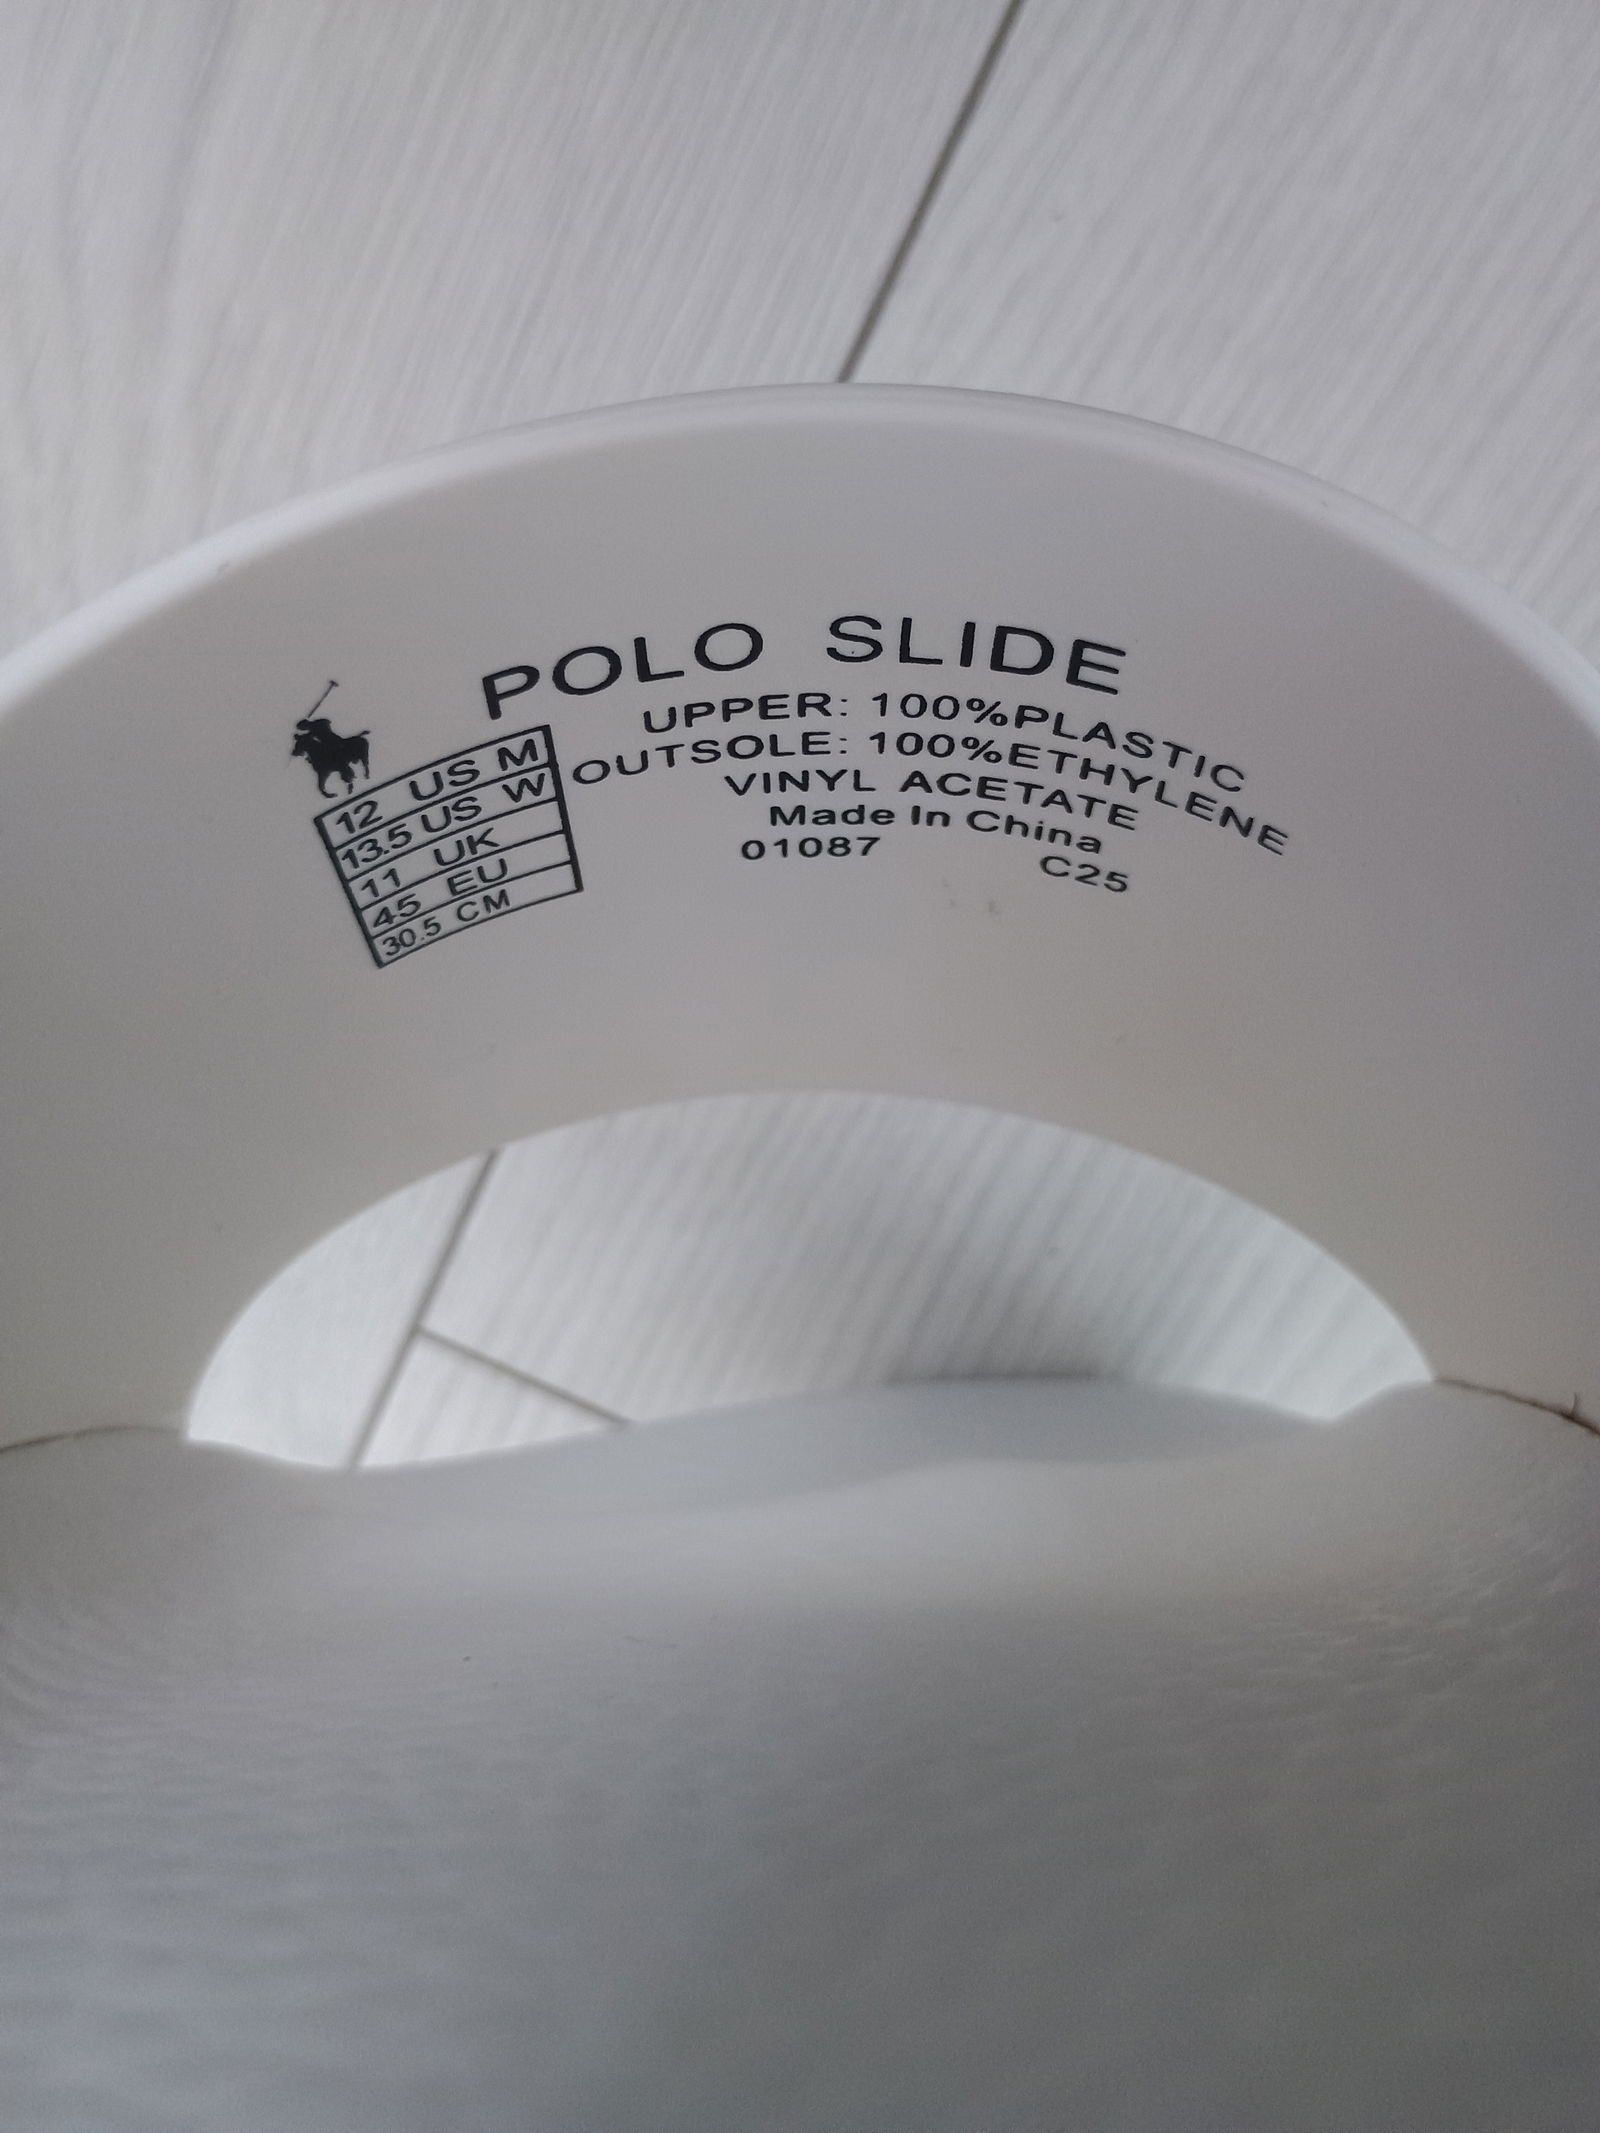 POLO SLIDE
UPPER: 100%PLASTIC
OUTSOLE: 100%ETHYLENE
VINYL ACETATE
Made In China
01087 C25
12 US M
13.5 US W
11 UK
45 EU
30.5 CM